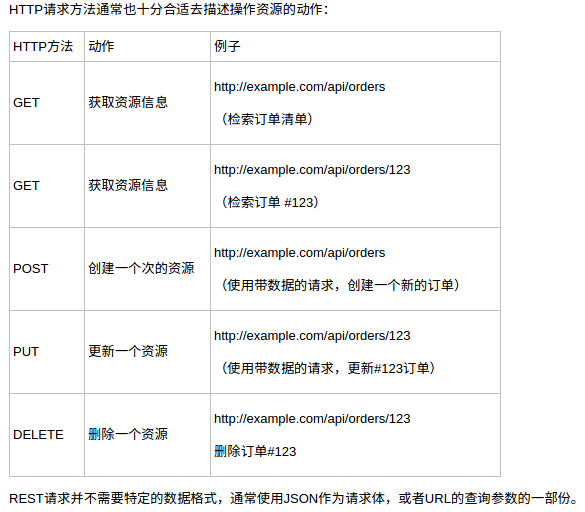 HTTP请求方法通常也十分合适去描述操作资源的动作：
HTTP方法 动作 例子
GET 获取资源信息 http://example.com/api/orders
（检索订单清单）
GET 获取资源信息 http://example.com/api/orders/123
（检索订单 #123）
POST 创建一个次的资源 http://example.com/api/orders
（使用带数据的请求，创建一个新的订单）
PUT 更新一个资源 http://example.com/api/orders/123
（使用带数据的请求，更新#123订单）
DELETE 删除一个资源 http://example.com/api/orders/123
删除订单#123
REST请求并不需要特定的数据格式，通常使用JSON作为请求体，或者URL的查询参数的一部份。